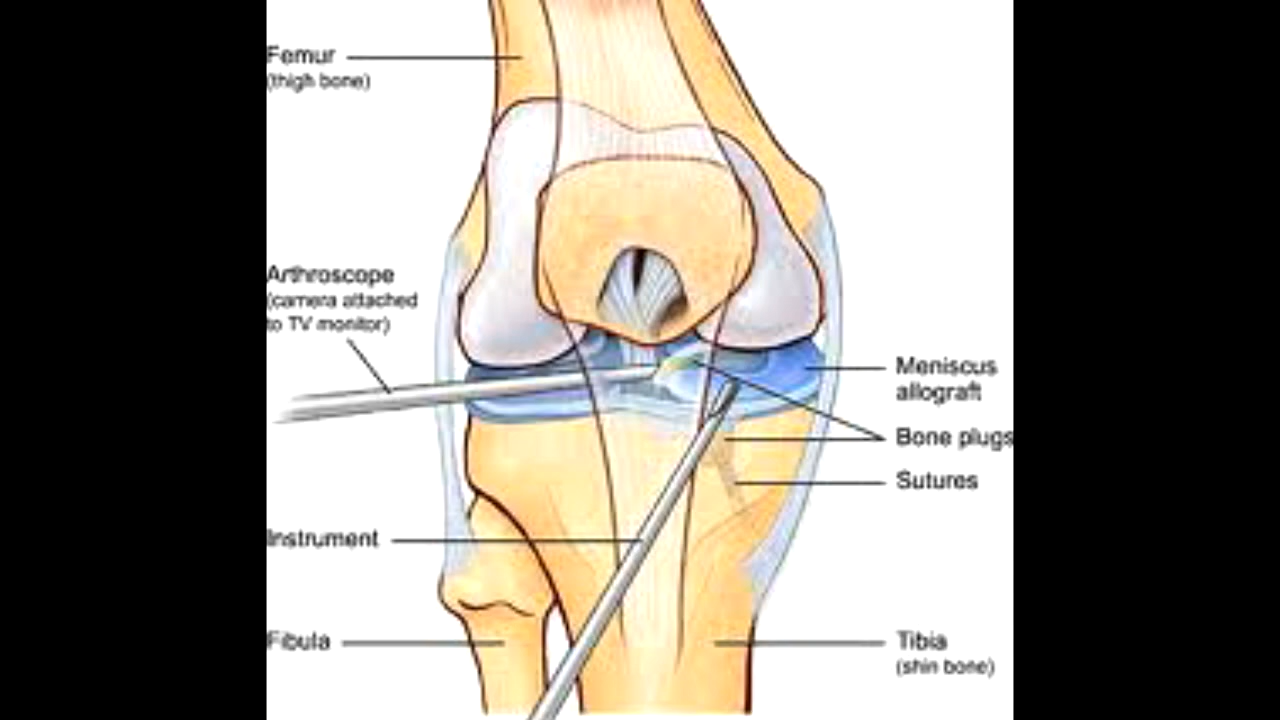 Femur
(thigh bone)
Arthroscope
(camera attached
to TV monitor)
Meniscus
allograft
Bone plugs
Sutures
Instrument
Fibula
Tibia
(shin bone)